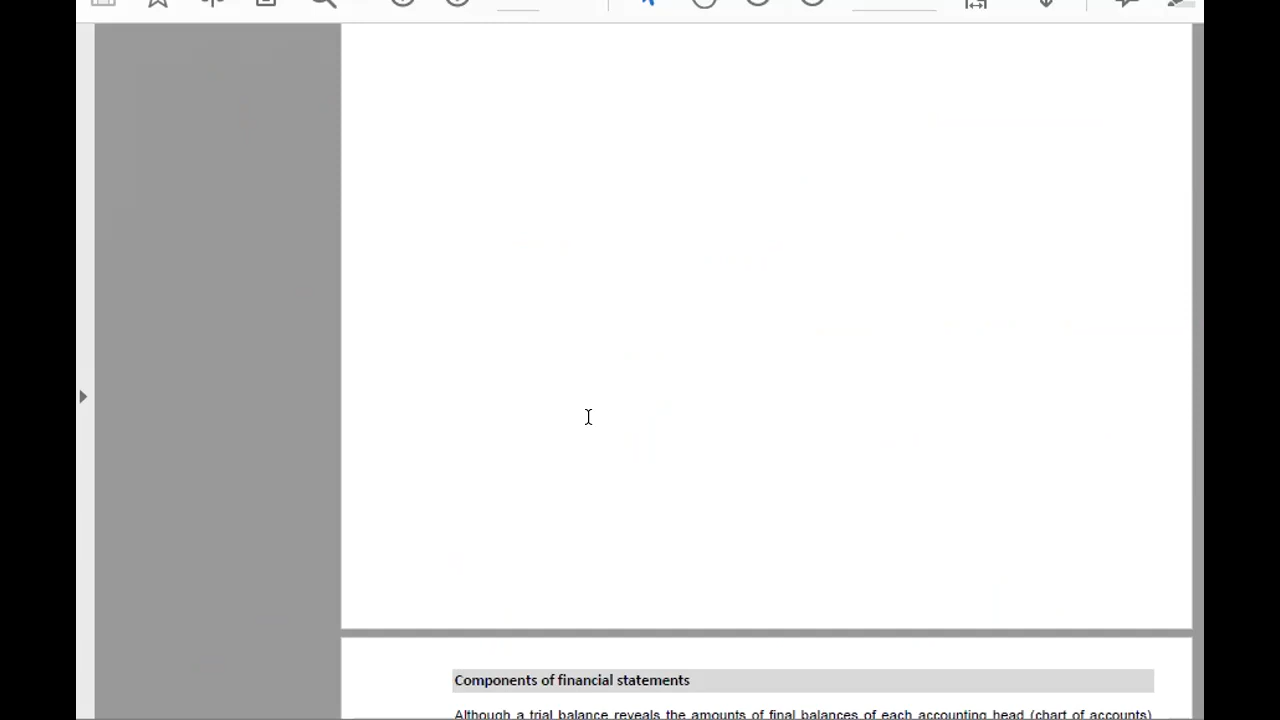 Components of financial statements
Although a trial balance reveals the amounts of final balances of each accounting head (chart of accounts)